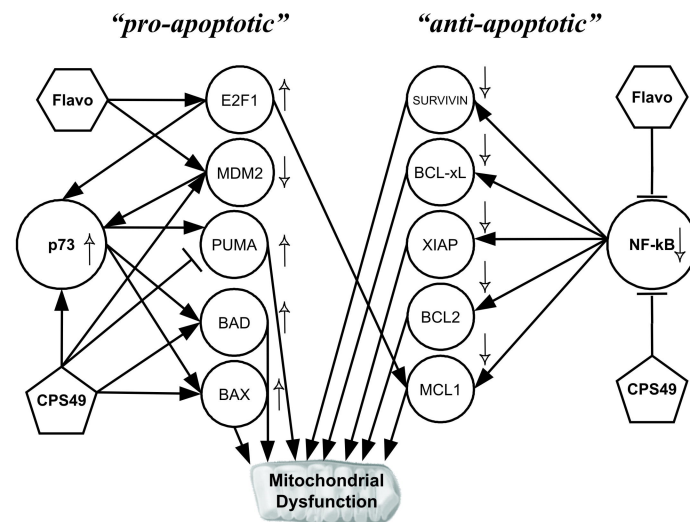 “pro-apoptotic”
“anti-apoptotic”
Flavo
E2F1
SURVIVIN
Flavo
MDM2
BCL-xL
p73
PUMA
XIAP
NF-kB
BAD
BCL2
CPS49
BAX
MCL1
CPS49
Mitochondrial
Dysfunction